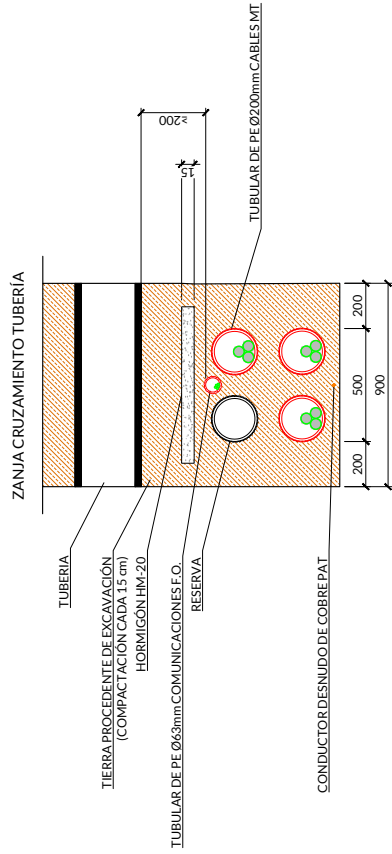 ZANJA CRUZAMIENTO TUBERÍA
TUBERIA
TIERRA PROCEDENTE DE EXCAVACIÓN
(COMPACTACIÓN CADA 15 cm)
HORMIGÓN HM-20
TUBULAR DE PE Ø63mm COMUNICACIONES F.O.
RESERVA
CONDUCTOR DESNUDO DE COBRE PAT
≥200
15
TUBULAR DE PE Ø200mm CABLES MT
200
500
200
900